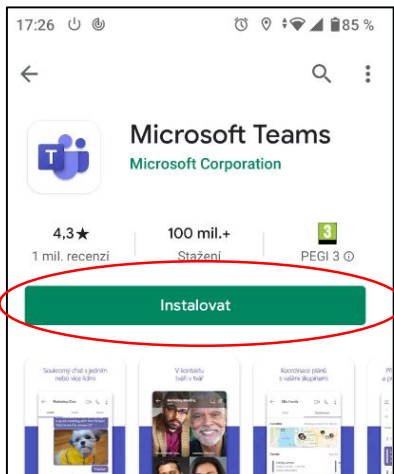 17:26 85 %
Microsoft Teams
Microsoft Corporation
T
4,3★ 100 mil.+ 3
1 mil. recenzí Stažení PEGI 3
Instalovat
Soukromý chat s jedním
nebo více lidmi
V kontaktu
tváří v tvář
Koordinace plánů
s vašimi skupinami